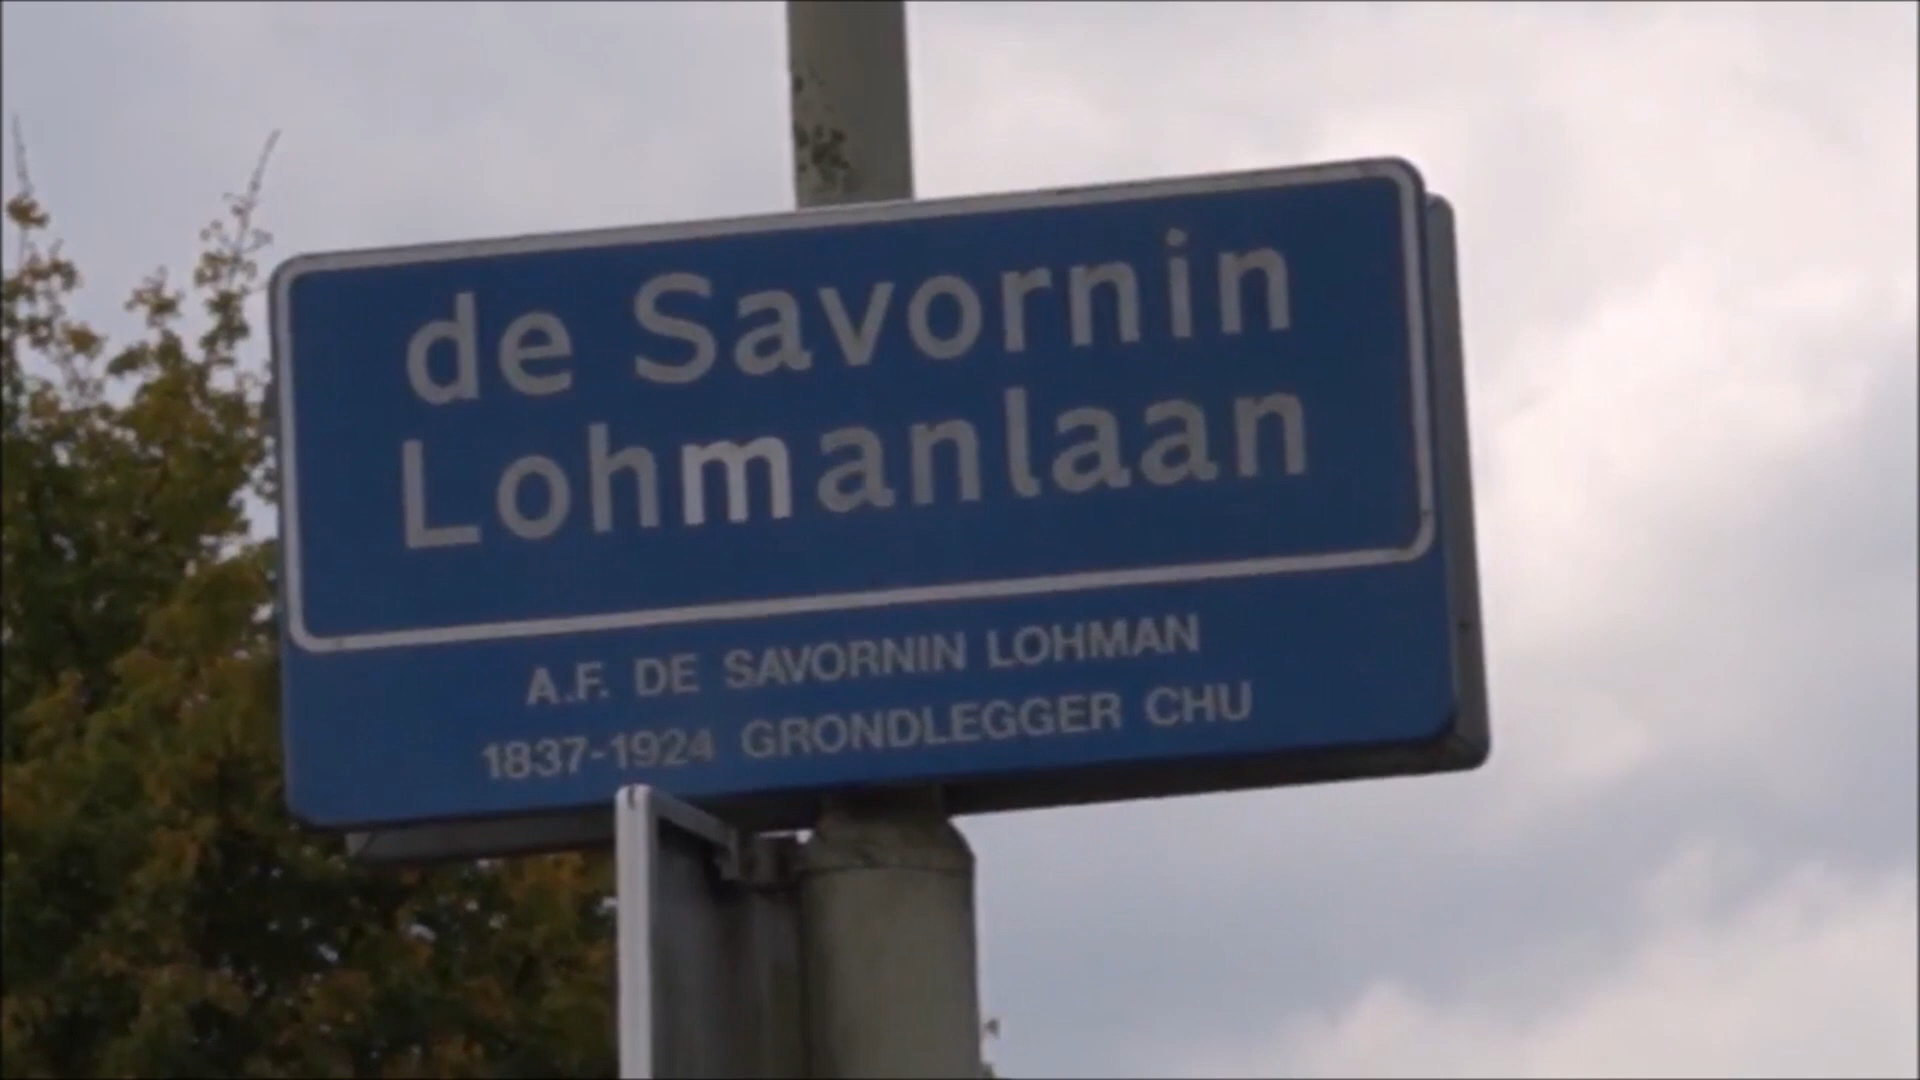 de Savornin
Lohmanlaan
A.F. DE SAVORNIN LOHMAN
1837-1924 GRONDLEGGER CHU